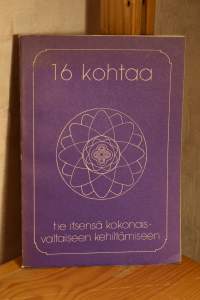 16 kohtaa
tie itsensä kokonais-
valtaiseen kehittämiseen